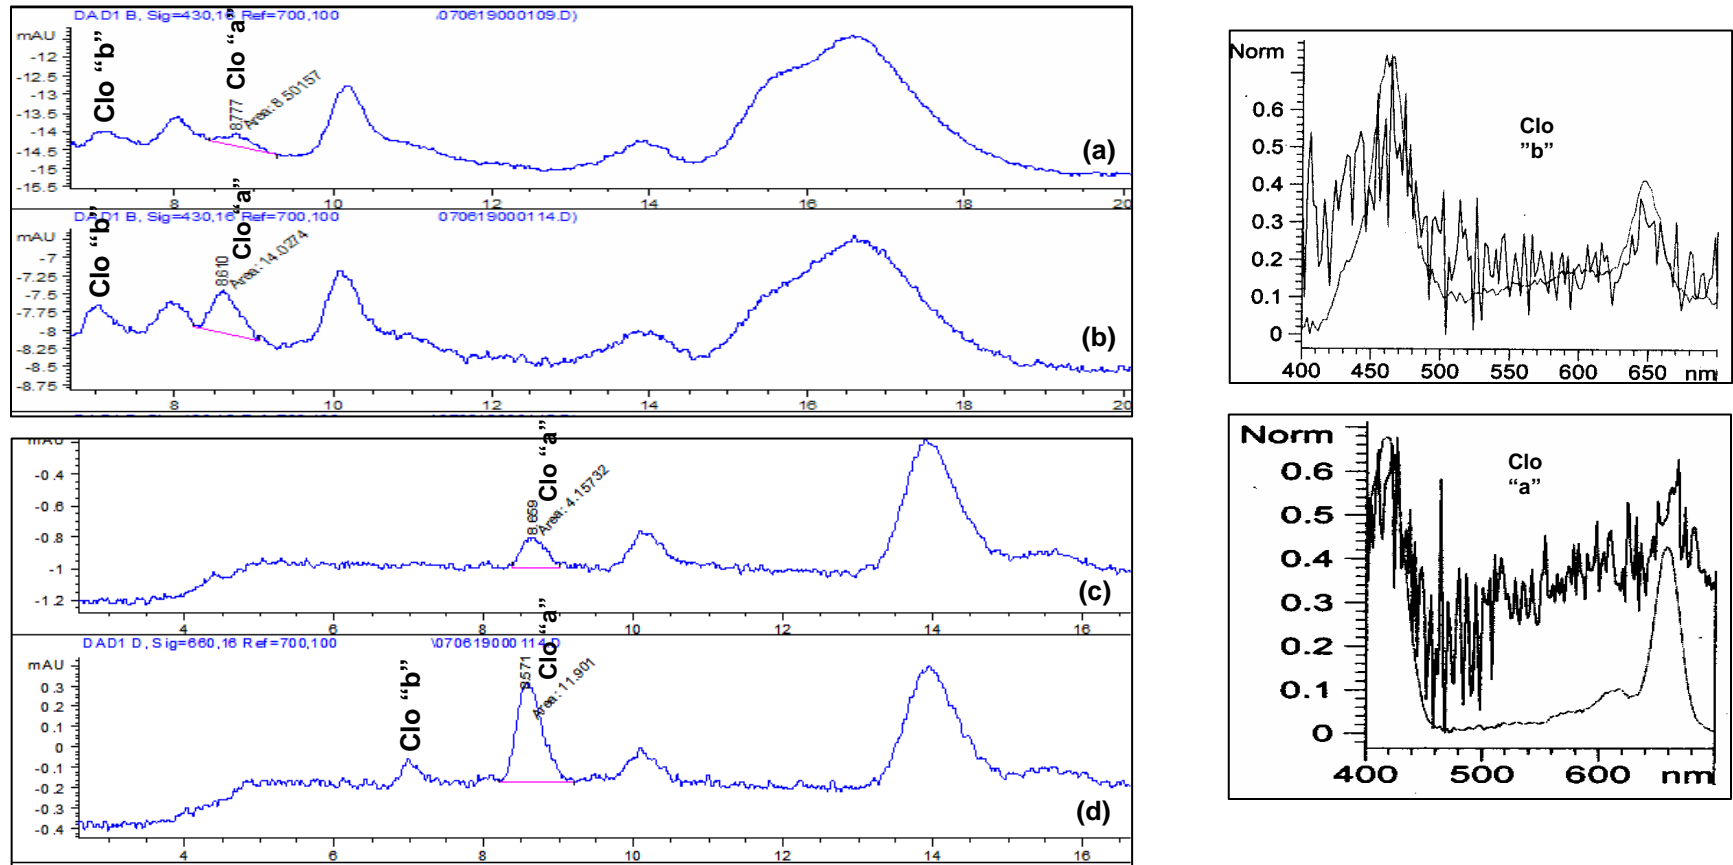 DAD1 B, Sig=430,16 Ref=700,100 \070619000109.D)
mAU
-12
-12.5
-13
-13.5
-14
-14.5
-15
-15.5
Clo “b”
Clo “a”
8.777
Area: 8.50157
(a)
8
10
12
14
16
18
20
DAD1 B, Sig=430,16 Ref=700,100 070619000114.D)
mAU
-7
-7.25
-7.5
-7.75
-8
-8.25
-8.5
-8.75
Clo “b”
Clo “a”
8.610
Area: 14.0274
(b)
8
10
12
14
16
18
20
mAU
-0.4
-0.6
-0.8
-1
-1.2
Clo “a”
8.659
Area: 4.15732
(c)
4
6
8
10
12
14
16
DAD1 D, Sig=660,16 Ref=700,100 \070619000114.D
mAU
0.3
0.2
0.1
0
-0.1
-0.2
-0.3
-0.4
Clo “b”
Clo “a”
8.571
Area: 11.901
(d)
4
6
8
10
12
14
16
Norm
0.6
0.5
0.4
0.3
0.2
0.1
0
Clo
”b”
400
450
500
550
600
650
nm
Norm
0.6
0.5
0.4
0.3
0.2
0.1
0
Clo
“a”
400
500
600
nm